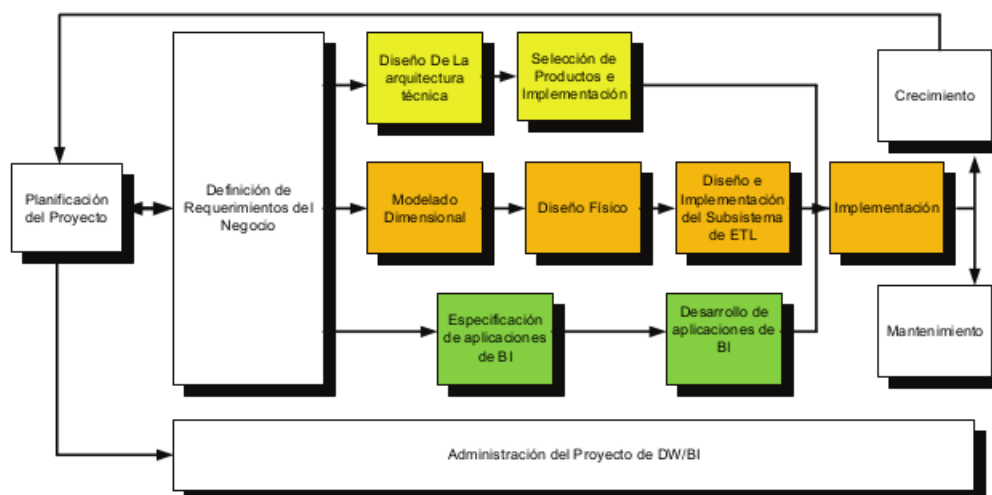 Diseño De La
arquitectura
técnica
Selección de
Productos e
Implementación
Crecimiento
Planificación
del Proyecto
Definición de
Requerimientos del
Negocio
Modelado
Dimensional
Diseño Físico
Diseño e
Implementación
del Subsistema
de ETL
Implementación
Especificación
de aplicaciones
de BI
Desarrollo de
aplicaciones de
BI
Mantenimiento
Administración del Proyecto de DW/BI